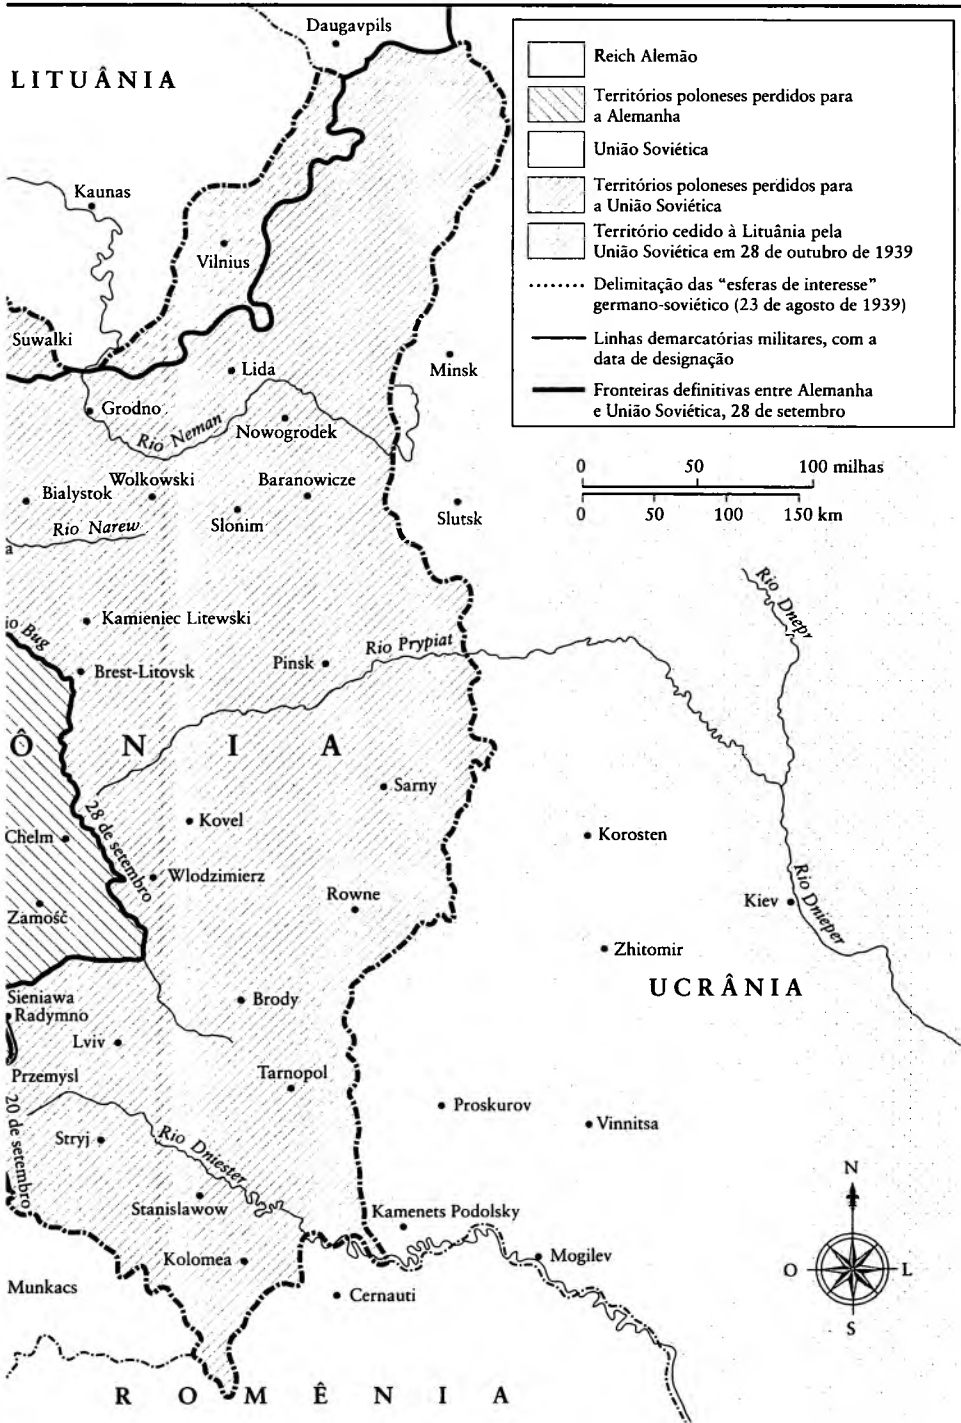 Daugavpils
LITUÂNIA
Reich Alemão
Territórios poloneses perdidos para
a Alemanha
União Soviética
Territórios poloneses perdidos para
a União Soviética
Território cedido à Lituânia pela
União Soviética em 28 de outubro de 1939
Delimitação das “esferas de interesse”
germano-soviético (23 de agosto de 1939)
Linhas demarcatórias militares, com a
data de designação
Fronteiras definitivas entre Alemanha
e União Soviética, 28 de setembro
Kaunas
Vilnius
Suwalki
Lida
Minsk
Grodno
Rio Neman
Nowogrodek
0 50 100 milhas
0 50 100 150 km
Bialystok
Wolkowski
Baranowicze
Slonim
Slutsk
Rio Narew
a
Kamieniec Litewski
io Bug
Brest-Litovsk
Pinsk
Rio Prypiat
Rio Dnepr
ÔNIA
Sarny
28 de setembro
Kovel
Chelm
Korosten
Wlodzimierz
Rowne
Kiev
Rio Dnieper
Zamość
Zhitomir
UCRÂNIA
Sieniawa
Radymno
Brody
Lviv
Przemysl
Tarnopol
20 de setembro
Proskurov
Vinnitsa
Stryj
Rio Dniester
Stanislawow
Kamenets Podolsky
Kolomea
Mogilev
Munkacs
Cernauti
N
O L
S
ROMÊNIA